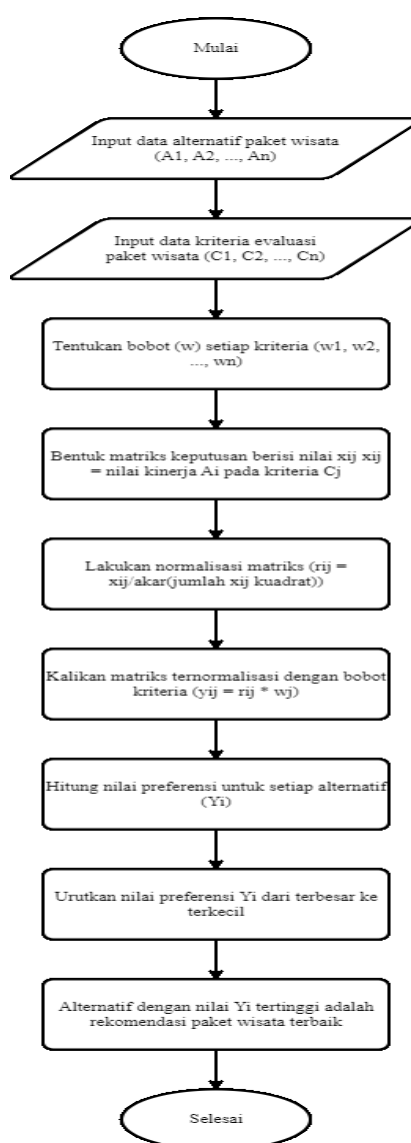 Mulai
Input data alternatif paket wisata
(A1, A2, ..., An)
Input data kriteria evaluasi
paket wisata (C1, C2, ..., Cn)
Tentukan bobot (w) setiap kriteria (w1, w2,
..., wn)
Bentuk matriks keputusan berisi nilai xij xij
= nilai kinerja Ai pada kriteria Cj
Lakukan normalisasi matriks (rij =
xij/akar(jumlah xij kuadrat))
Kalikan matriks ternormalisasi dengan bobot
kriteria (yij = rij * wj)
Hitung nilai preferensi untuk setiap alternatif
(Yi)
Urutkan nilai preferensi Yi dari terbesar ke
terkecil
Alternatif dengan nilai Yi tertinggi adalah
rekomendasi paket wisata terbaik
Selesai